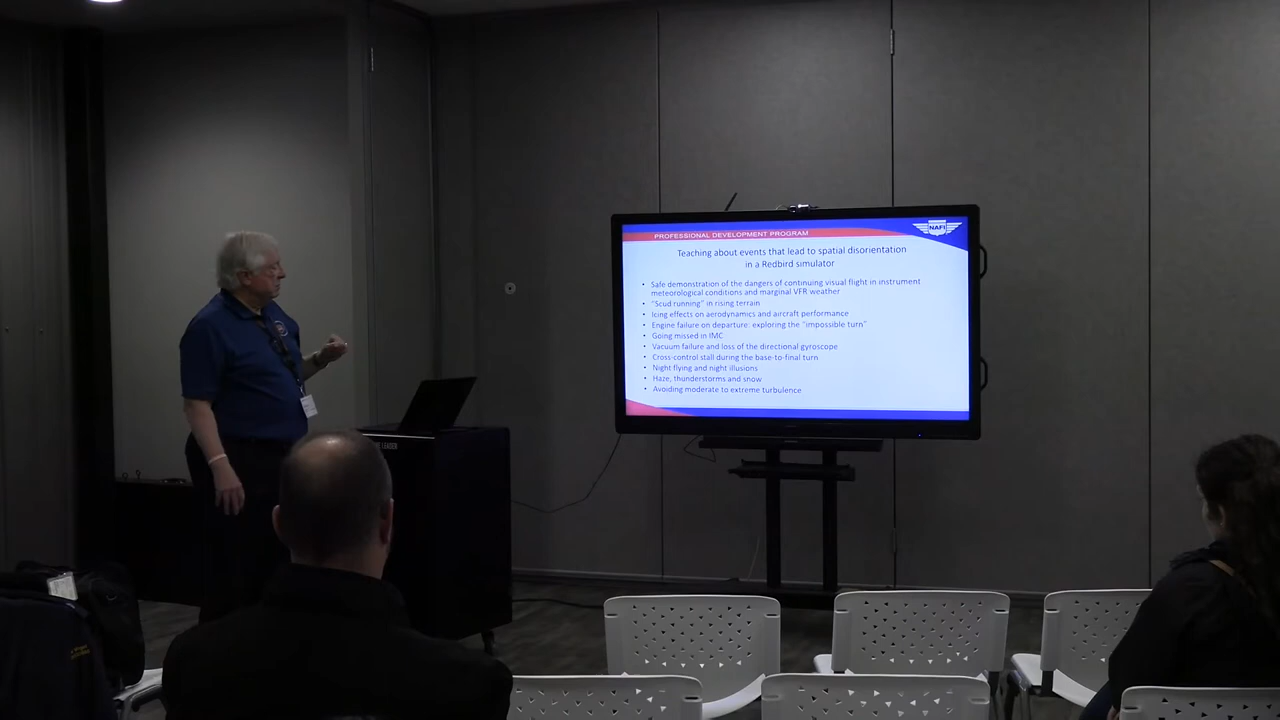 PROFESSIONAL DEVELOPMENT PROGRAM
NAFI
Teaching about events that lead to spatial disorientation
in a Redbird simulator
• Safe demonstration of the dangers of continuing visual flight in instrument
meteorological conditions and marginal VFR weather
• "Scud running" in rising terrain
• Icing effects on aerodynamics and aircraft performance
• Engine failure on departure: exploring the "impossible turn"
• Going missed in IMC
• Vacuum failure and loss of the directional gyroscope
• Cross-control stall during the base-to-final turn
• Night flying and night illusions
• Haze, thunderstorms and snow
• Avoiding moderate to extreme turbulence
LEADER